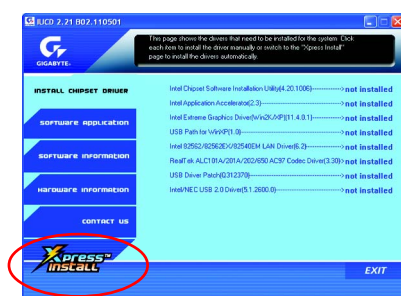 IUCD 2.21 B02.110501
GIGABYTE™
This page shows the drivers that need to be installed for the system. Click
each item to install the driver manually or switch to the "Xpress Install"
page to install the drivers automatically.
INSTALL CHIPSET DRIVER
SOFTWARE APPLICATION
SOFTWARE INFORMATION
HARDWARE INFORMATION
CONTACT US
Xpress™
INSTALL
Intel Chipset Software Installation Utility(4.20.1006)--------------> not installed
Intel Application Accelerator(2.3)------------------------------> not installed
Intel Extreme Graphics Driver(Win2K/XP)(11.4.0.1)-----------> not installed
USB Path for WinXP(1.0)--------------------------------------> not installed
Intel 82562/82562EX/82540EM LAN Driver(6.2)---------------> not installed
RealTek ALC101A/201A/202/650 AC97 Codec Driver(3.30)> not installed
USB Driver Patch(Q312370)------------------------------------> not installed
Intel/NEC USB 2.0 Driver(5.1.2600.0)--------------------------> not installed
EXIT